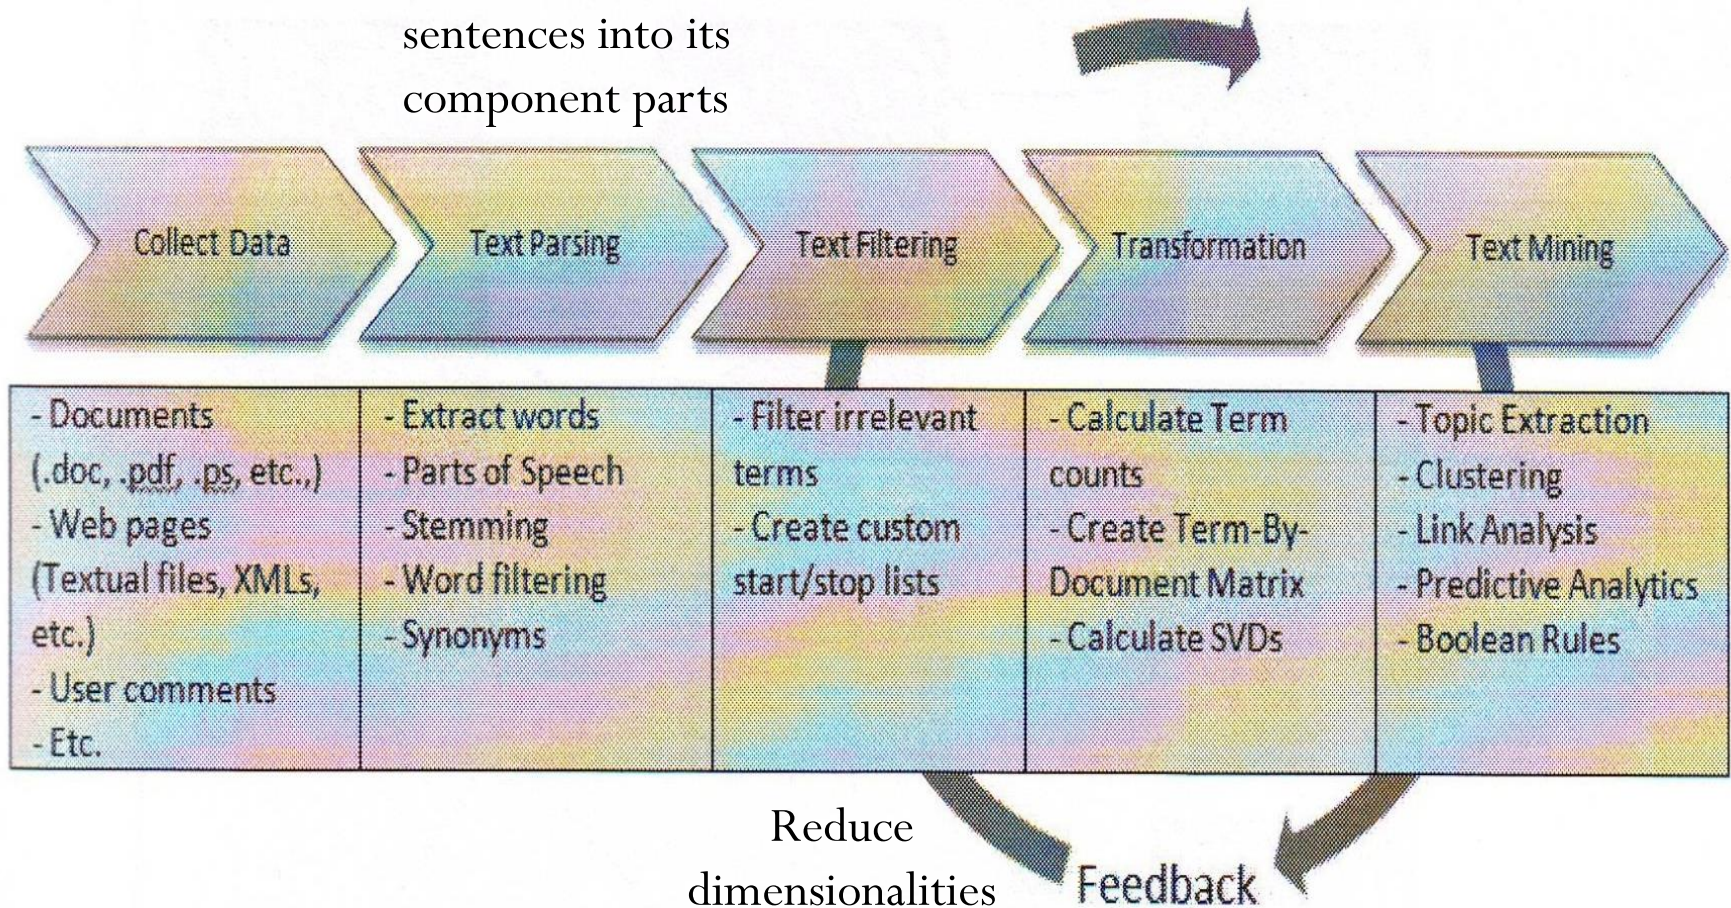 sentences into its
component parts
Collect Data
Text Parsing
Text Filtering
Transformation
Text Mining
- Documents
(.doc, .pdf, .ps, etc.,)
- Web pages
(Textual files, XMLs,
etc.)
- User comments
- Etc.
- Extract words
- Parts of Speech
- Stemming
- Word filtering
- Synonyms
- Filter irrelevant
terms
- Create custom
start/stop lists
- Calculate Term
counts
- Create Term-By-
Document Matrix
- Calculate SVDs
- Topic Extraction
- Clustering
- Link Analysis
- Predictive Analytics
- Boolean Rules
Reduce
dimensionalities
Feedback